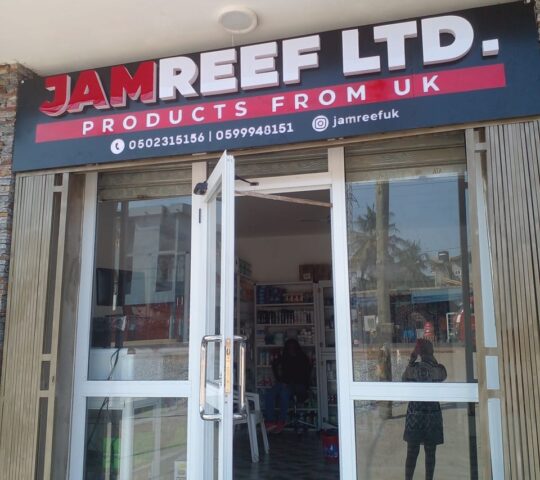 JAMREEF LTD.
PRODUCTS FROM UK
0502315156 | 0599948151 jamreefuk